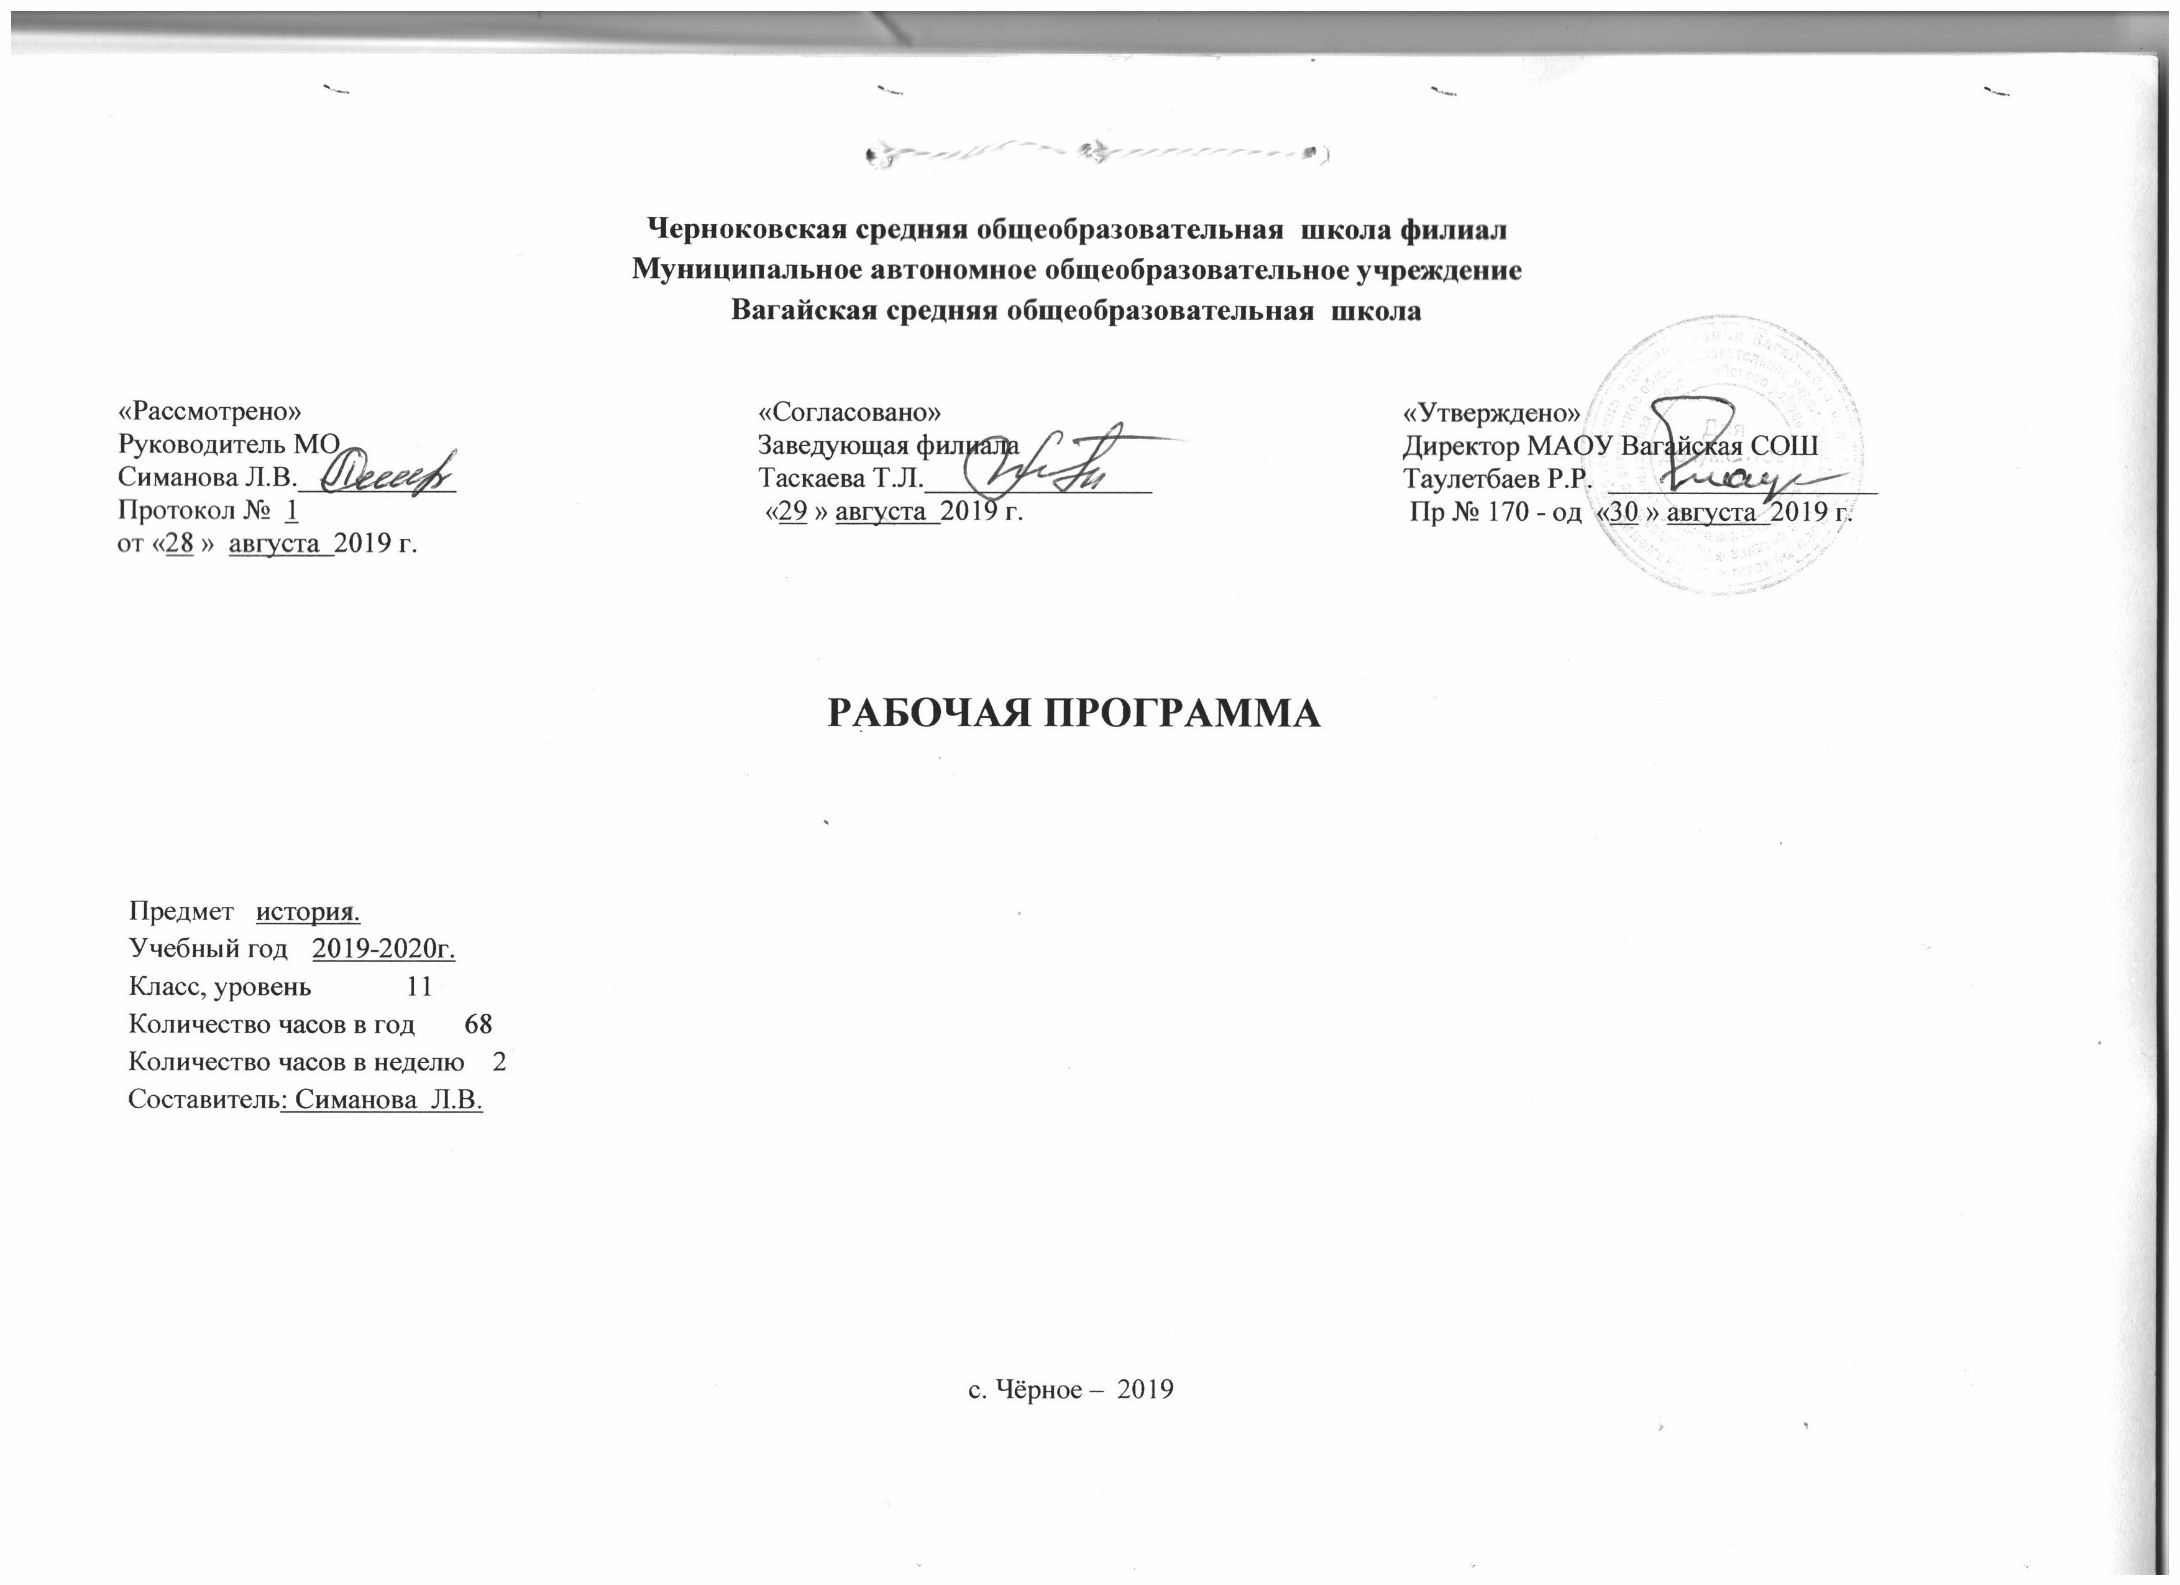 Черноковская средняя общеобразовательная школа филиал
Муниципальное автономное общеобразовательное учреждение
Вагайская средняя общеобразовательная школа
«Рассмотрено»
Руководитель МО
Симанова Л.В.
Протокол № 1
от «28 » августа 2019 г.
«Согласовано»
Заведующая филиала
Таскаева Т.Л.
«29 » августа 2019 г.
«Утверждено»
Директор МАОУ Вагайская СОШ
Таулетбаев Р.Р.
Пр № 170 - од «30 » августа 2019 г.
Для
РАБОЧАЯ ПРОГРАММА
Предмет история.
Учебный год 2019-2020г.
Класс, уровень 11
Количество часов в год 68
Количество часов в неделю 2
Составитель: Симанова Л.В.
с. Чёрное – 2019